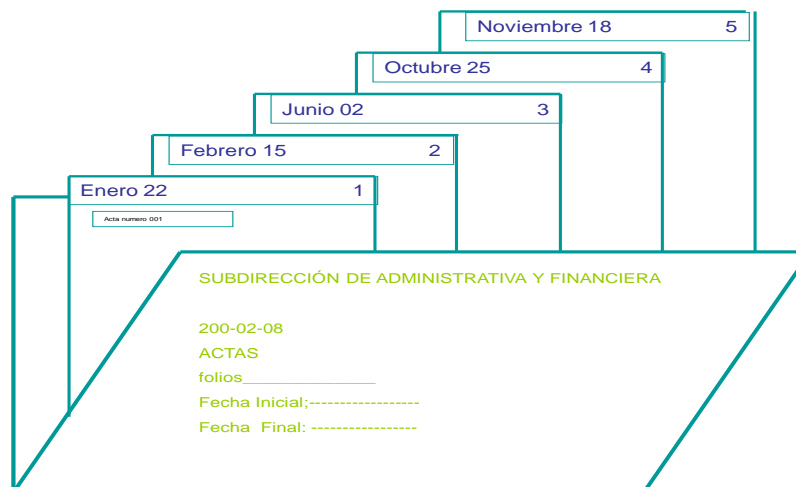 Noviembre 18 5
Octubre 25 4
Junio 02 3
Febrero 15 2
Enero 22 1
Acta numero 001
SUBDIRECCIÓN DE ADMINISTRATIVA Y FINANCIERA
200-02-08
ACTAS
folios_______________
Fecha Inicial;------------------
Fecha  Final: -----------------